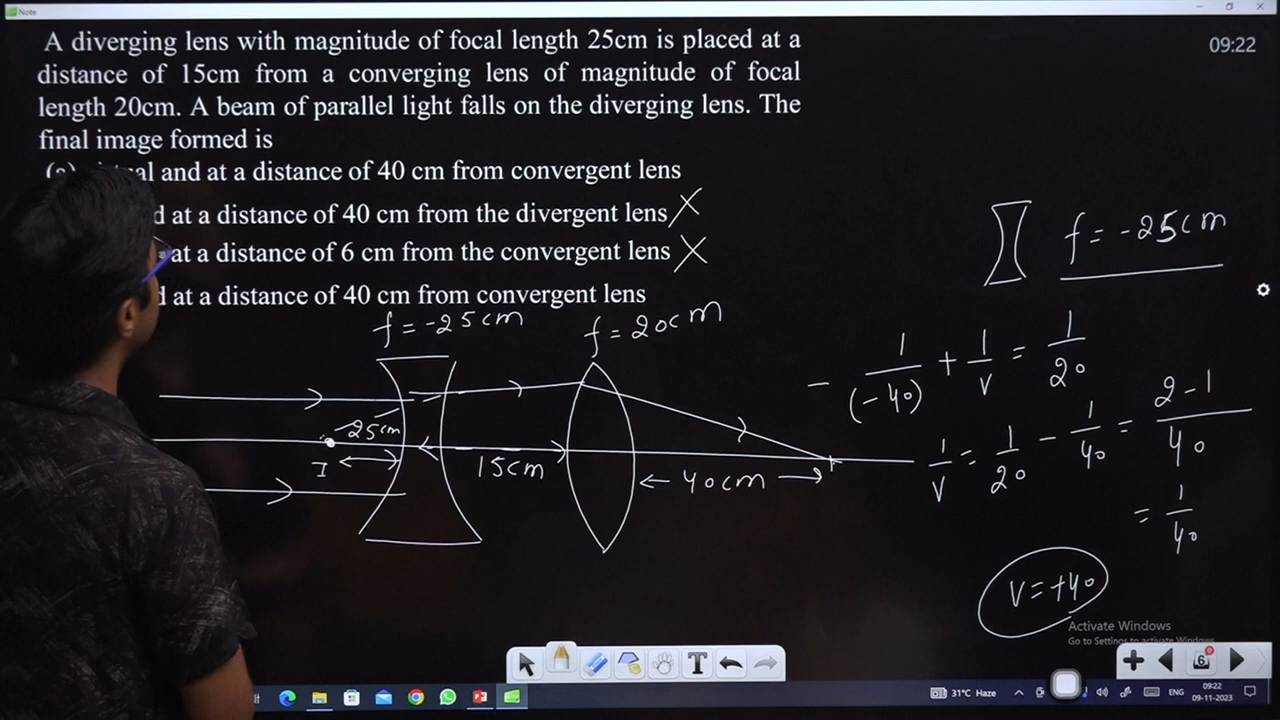 Note
A diverging lens with magnitude of focal length 25cm is placed at a
distance of 15cm from a converging lens of magnitude of focal
length 20cm. A beam of parallel light falls on the diverging lens. The
final image formed is
and at a distance of 40 cm from convergent lens
at a distance of 40 cm from the divergent lens ×
at a distance of 6 cm from the convergent lens ×
at a distance of 40 cm from convergent lens
09:22
f = -25cm
f = -25cm
f = 20cm
25cm
I
15cm
40cm
- 1/(-40) + 1/v = 1/20
1/v = 1/20 - 1/40 = 2-1/40
= 1/40
v = +40
Activate Windows
Go to Settings to activate Windows.
T
6
31°C Haze
ENG
09:22
09-11-2023